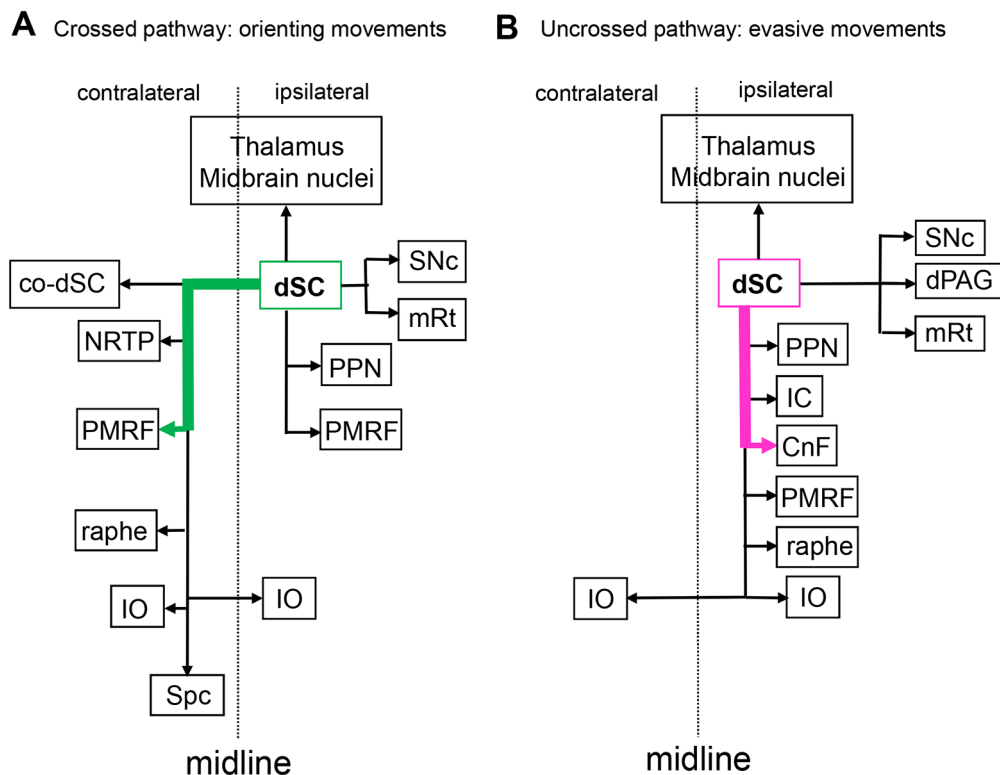 A Crossed pathway: orienting movements
contralateral
ipsilateral
Thalamus
Midbrain nuclei
co-dSC
dSC
SNc
mRt
NRTP
PPN
PMRF
PMRF
raphe
IO
IO
Spc
midline
B Uncrossed pathway: evasive movements
contralateral
ipsilateral
Thalamus
Midbrain nuclei
dSC
SNc
dPAG
mRt
PPN
IC
CnF
PMRF
raphe
IO
IO
midline